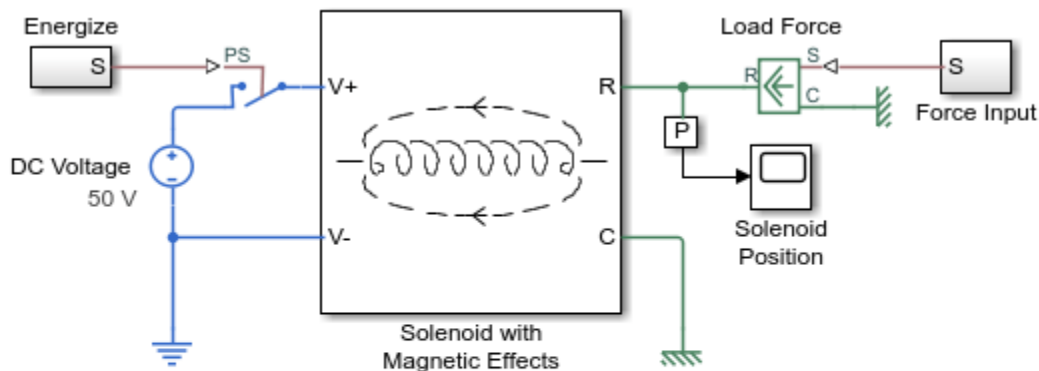 Energize
S
PS
DC Voltage
50 V
V+
V-
R
C
Solenoid with
Magnetic Effects
P
Solenoid
Position
Load Force
R
S
C
S
Force Input